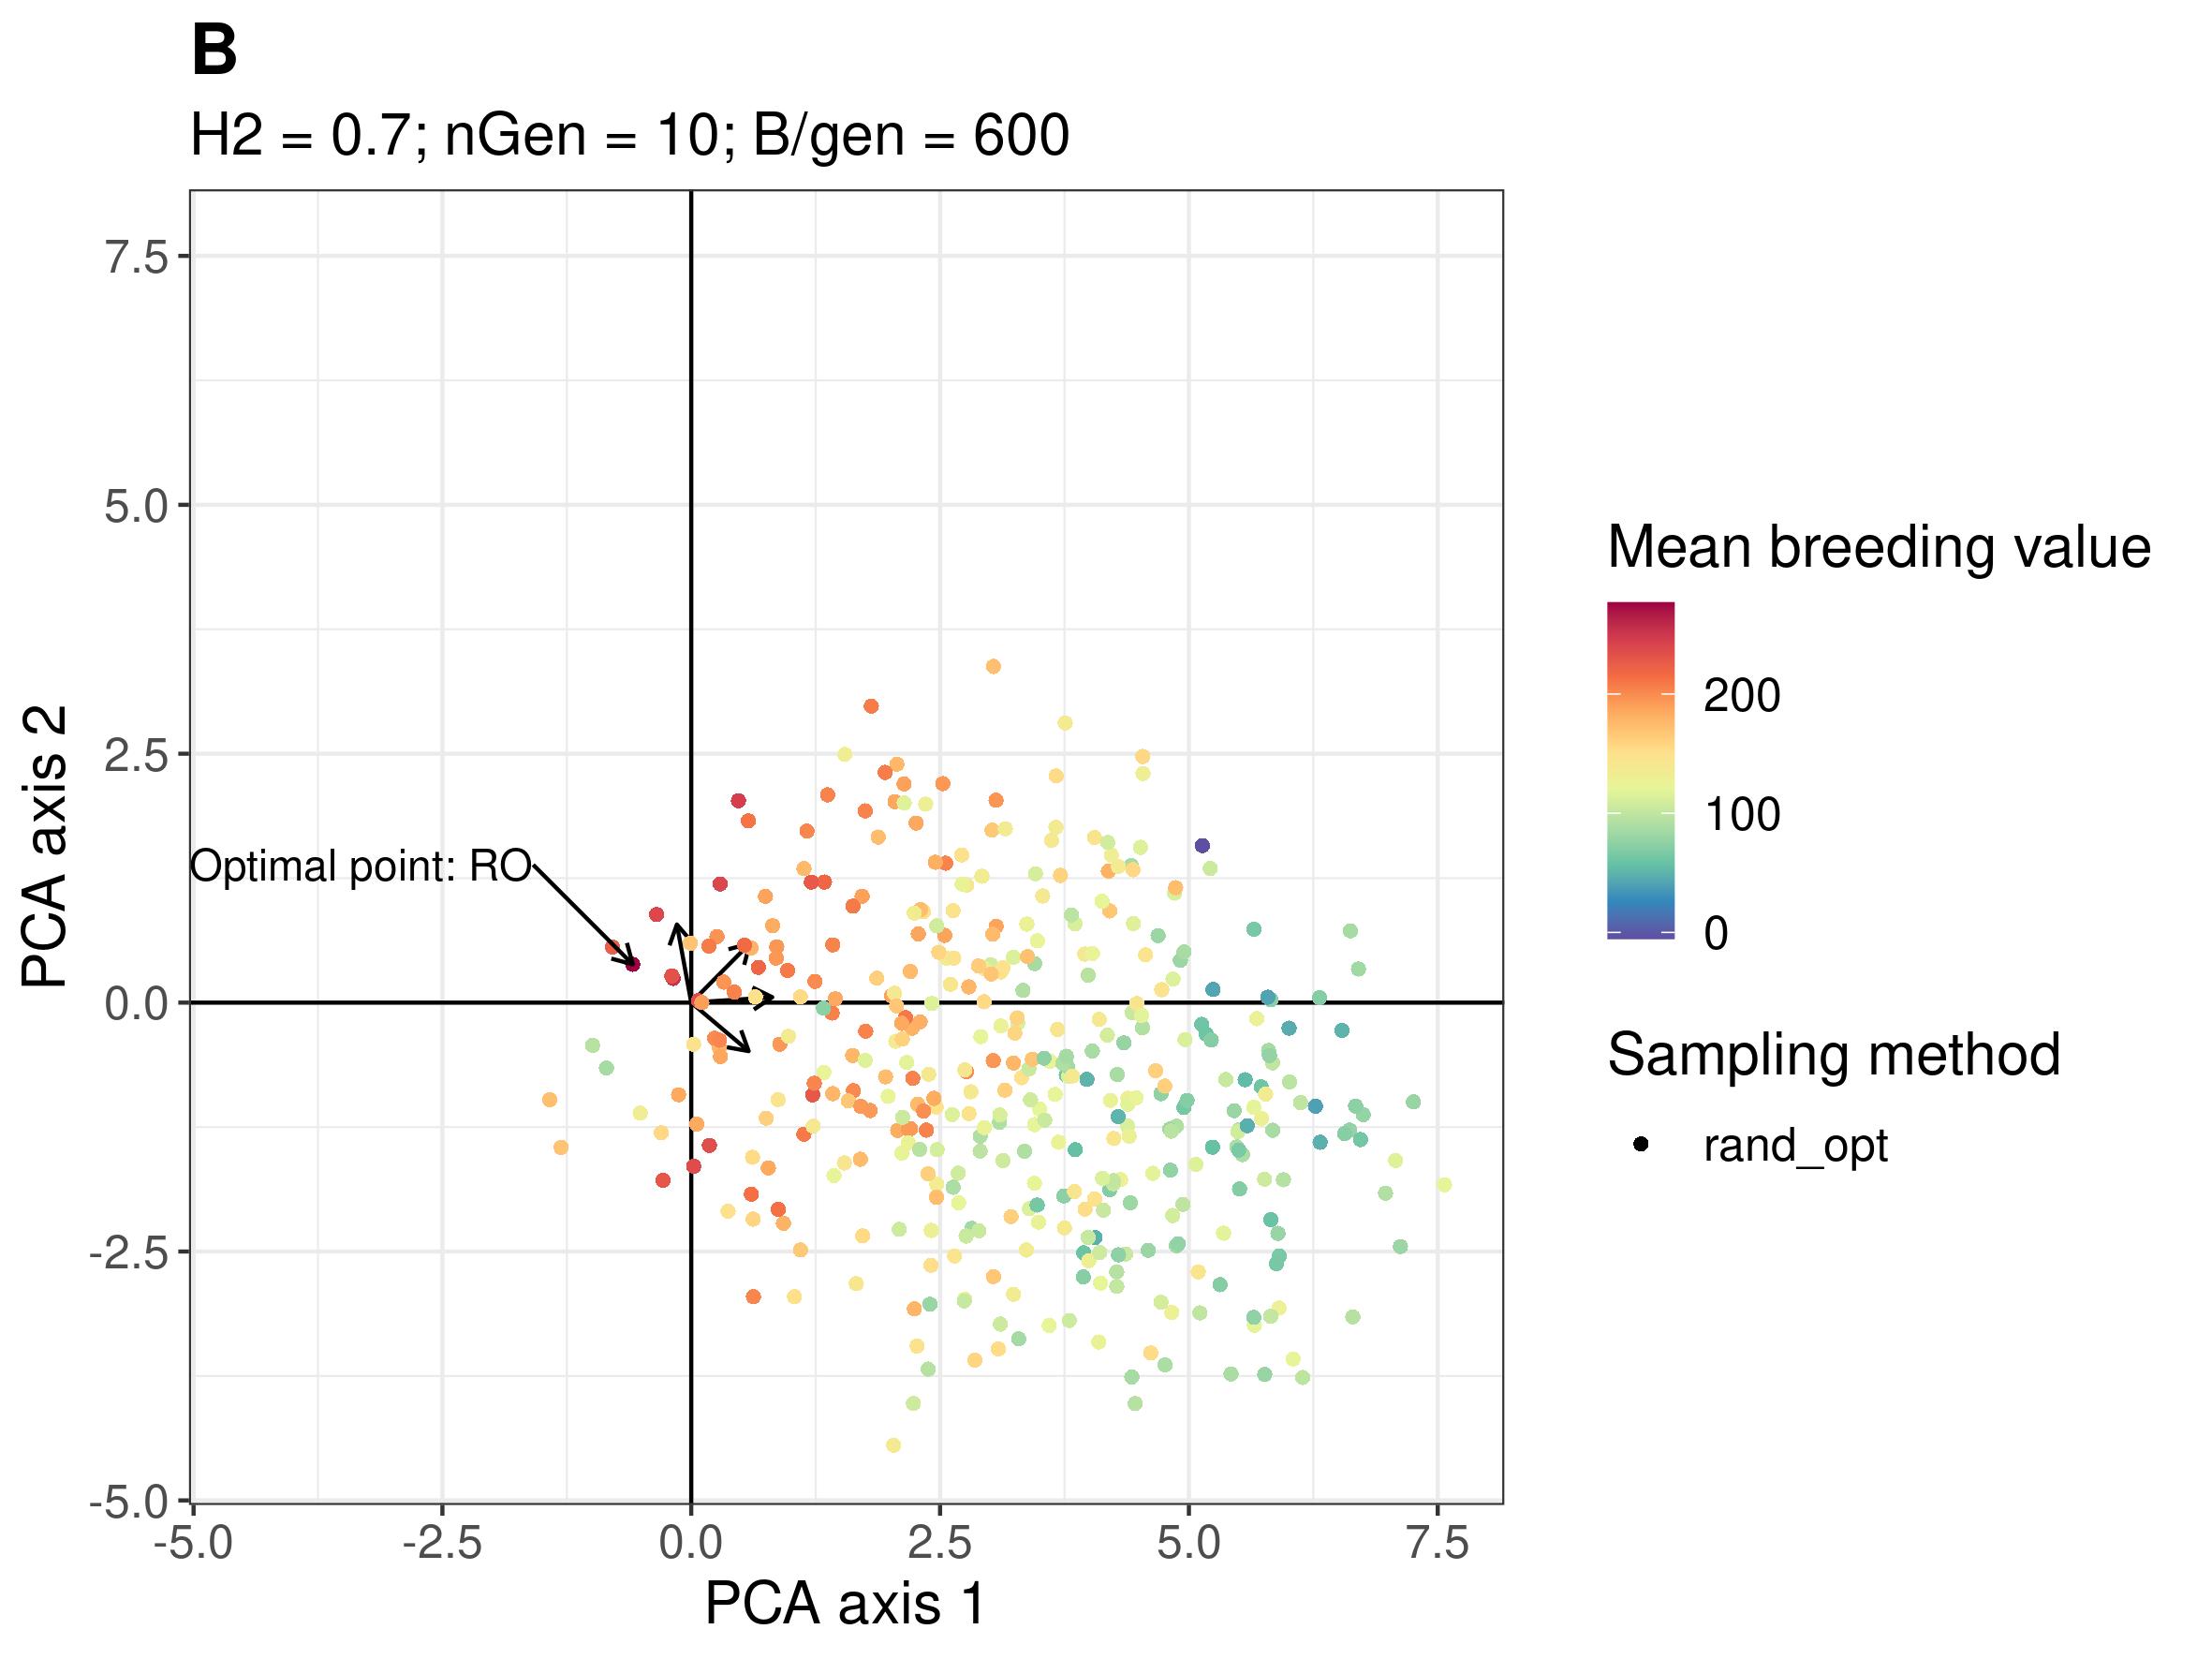 B
H2 = 0.7; nGen = 10; B/gen = 600
7.5
5.0
2.5
0.0
-2.5
-5.0
PCA axis 2
Optimal point: RO
-5.0 -2.5 0.0 2.5 5.0 7.5
PCA axis 1
Mean breeding value
200
100
0
Sampling method
rand_opt